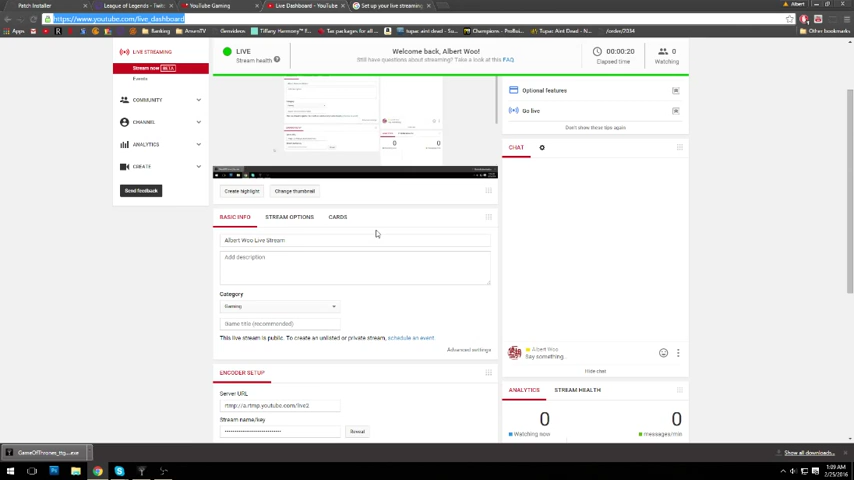 Patch Installer
League of Legends - Twitc
YouTube Gaming
Live Dashboard - YouTube
Set up your live streaming
Albert
https://www.youtube.com/live_dashboard
Apps
Banking
AmurosTV
Genvideos
Tiffany Harmony™
Tax packages for all
Champions - ProBui
Tupac Aint Dead - N
/order/2034
Other bookmarks
LIVE STREAMING
Stream now BETA
Events
COMMUNITY
CHANNEL
ANALYTICS
CREATE
Send feedback
LIVE
Stream health
Welcome back, Albert Woo!
Still have questions about streaming? Take a look at this FAQ
00:00:20
Elapsed time
0
Watching
Create highlight
Change thumbnail
BASIC INFO
STREAM OPTIONS
CARDS
Albert Woo Live Stream
Add description
Category
Gaming
Game title (recommended)
This live stream is public. To create an unlisted or private stream, schedule an event
Advanced settings
ENCODER SETUP
Server URL
rtmp://a.rtmp.youtube.com/live2
Stream name/key
Reveal
Optional features
Go live
Don't show these tips again
CHAT
Albert Woo
Say something...
Hide chat
ANALYTICS
STREAM HEALTH
0
Watching now
0
messages/min
GameOfThrones_ttg....exe
Show all downloads...
1:09 AM
2/25/2016